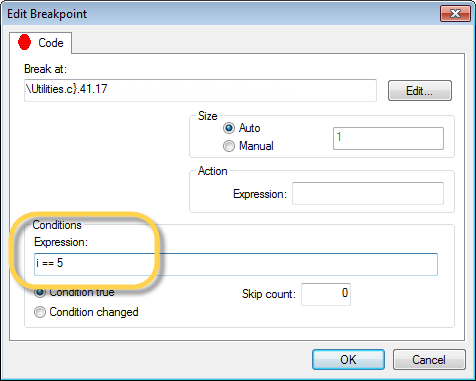 Edit Breakpoint
Code
Break at:
.\Utilities.c}.41.17
Edit...
Size
Auto
Manual
1
Action
Expression:
Conditions
Expression:
i == 5
Condition true
Skip count:
0
Condition changed
OK
Cancel